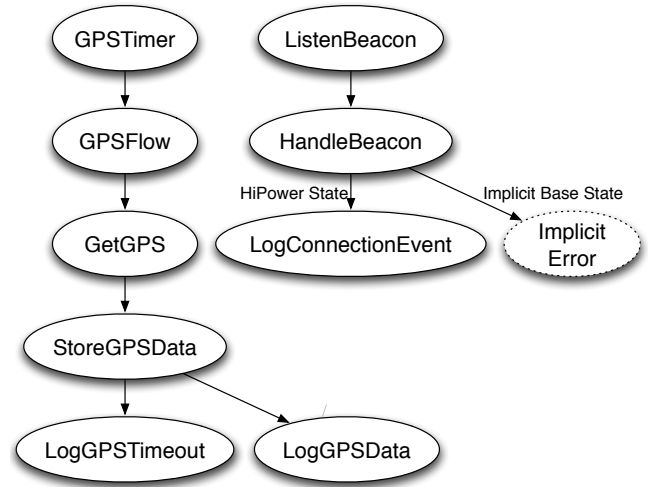 GPSTimer
ListenBeacon
GPSFlow
HandleBeacon
HiPower State
Implicit Base State
GetGPS
LogConnectionEvent
Implicit
Error
StoreGPSData
LogGPSTimeout
LogGPSData